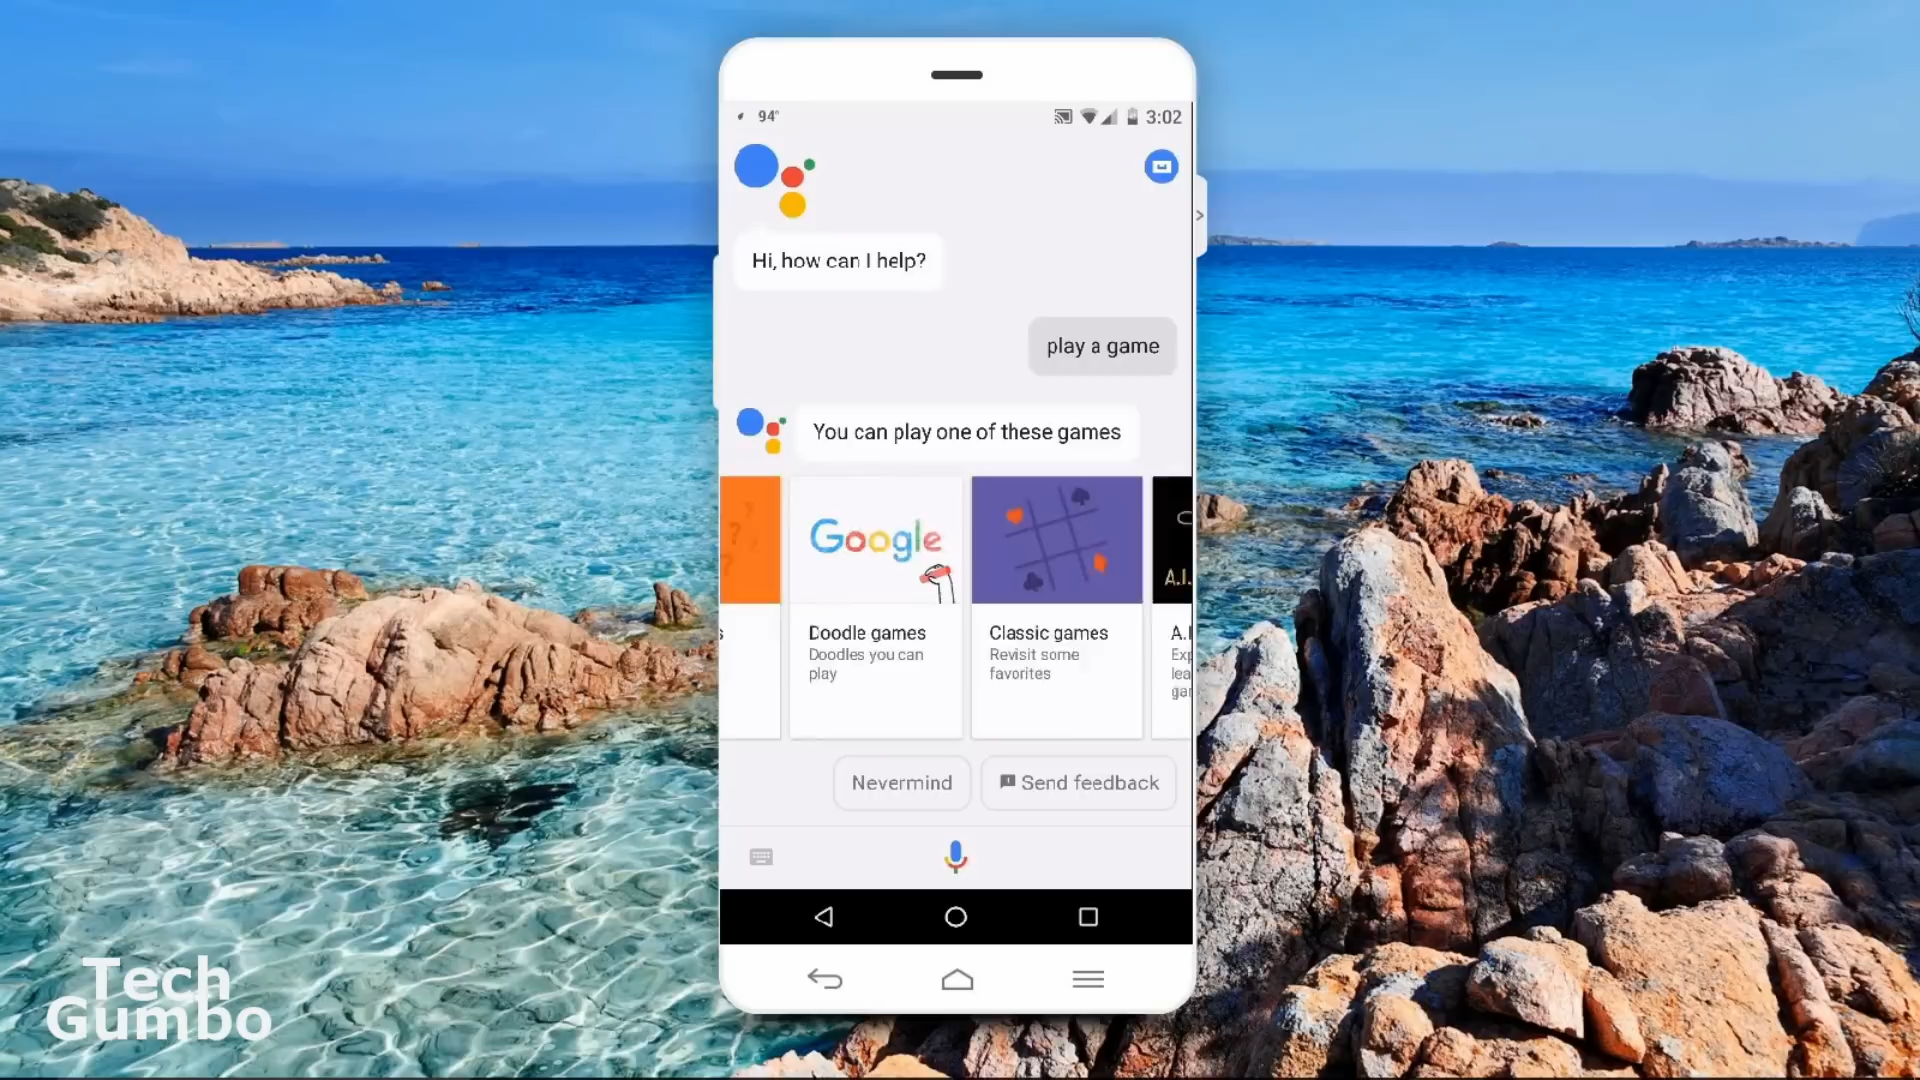 94°
3:02
Hi, how can I help?
play a game
You can play one of these games
Google
A.I.
Doodle games
Doodles you can
play
Classic games
Revisit some
favorites
Nevermind
Send feedback
Tech
Gumbo